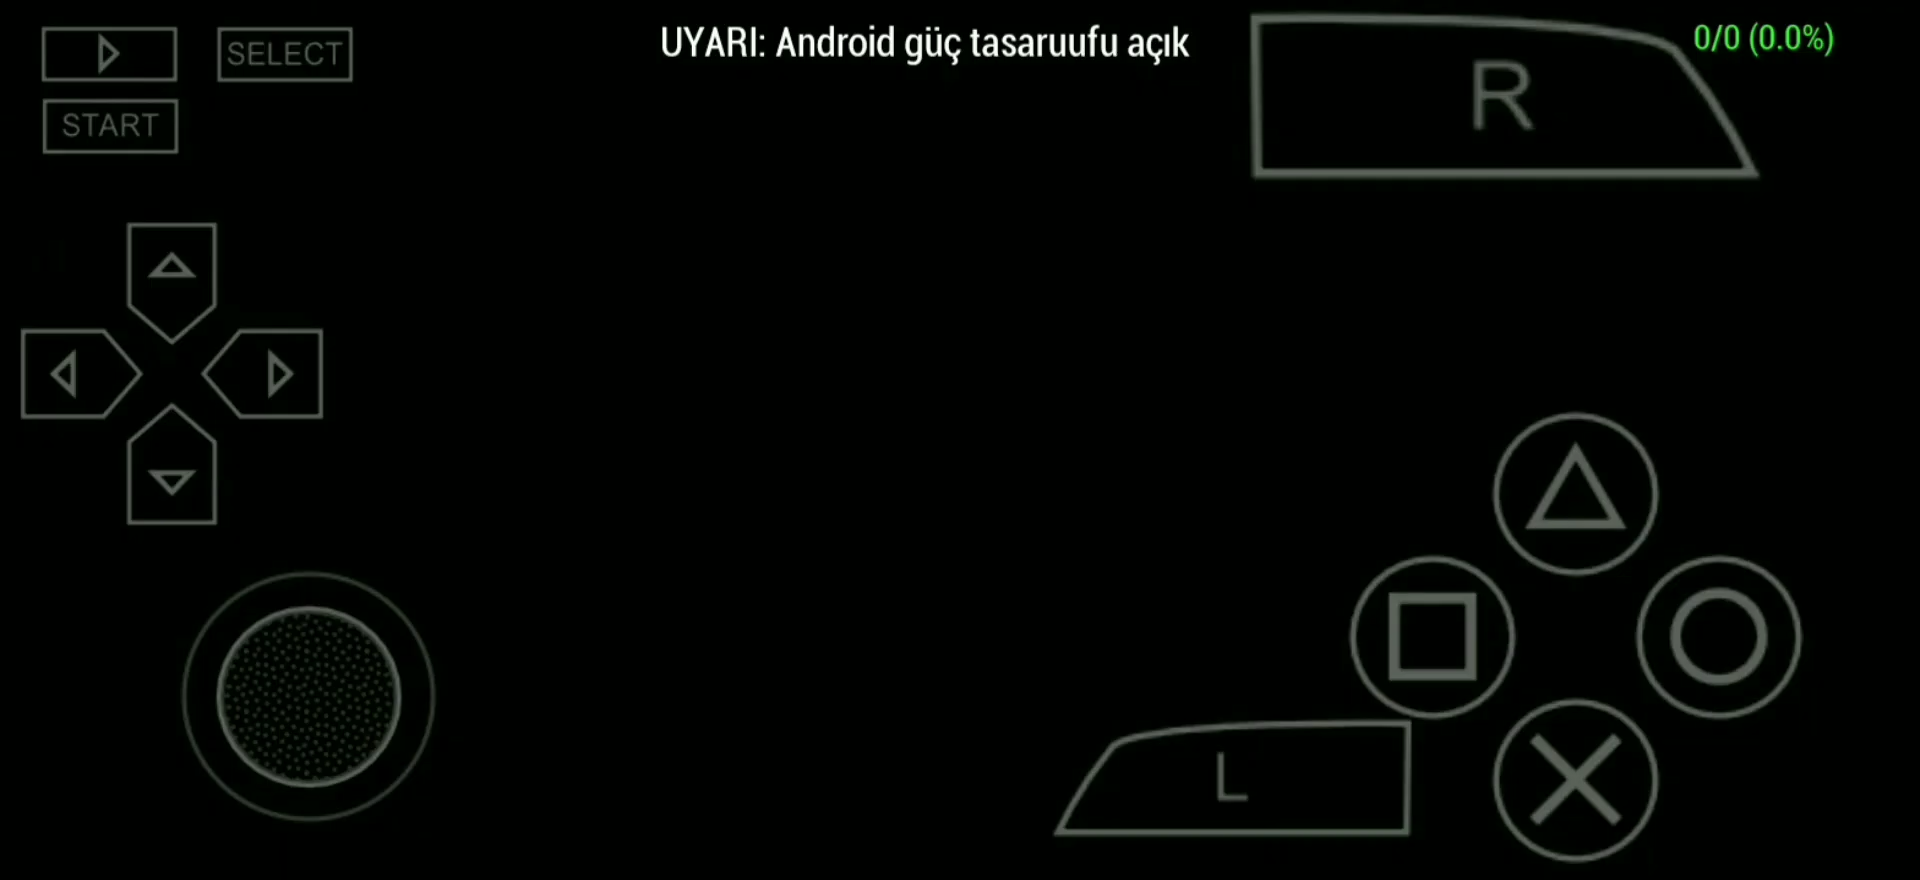 UYARI: Android güç tasaruufu açık
0/0 (0.0%)
SELECT
START
R
L